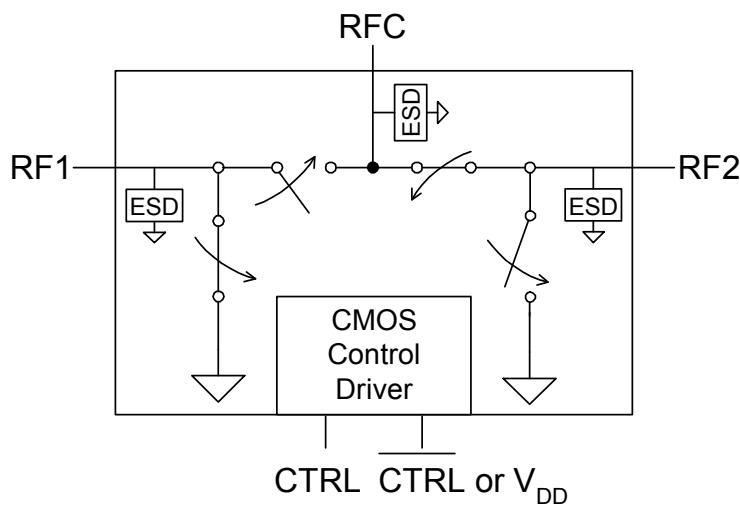 RFC
ESD
RF1
RF2
ESD
ESD
CMOS
Control
Driver
CTRL
CTRL or VDD